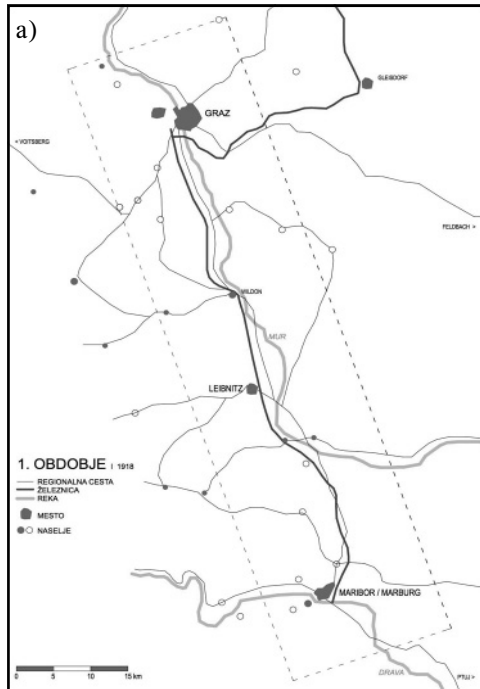 a)
GLEISDORF
GRAZ
< VOITSBERG
FELDBACH >
WILDON
MUR
LEIBNITZ
1. OBDOBJE | 1918
REGIONALNA CESTA
ŽELEZNICA
REKA
MESTO
NASELJE
MARIBOR / MARBURG
DRAVA
PTUJ >
0 5 10 15 km